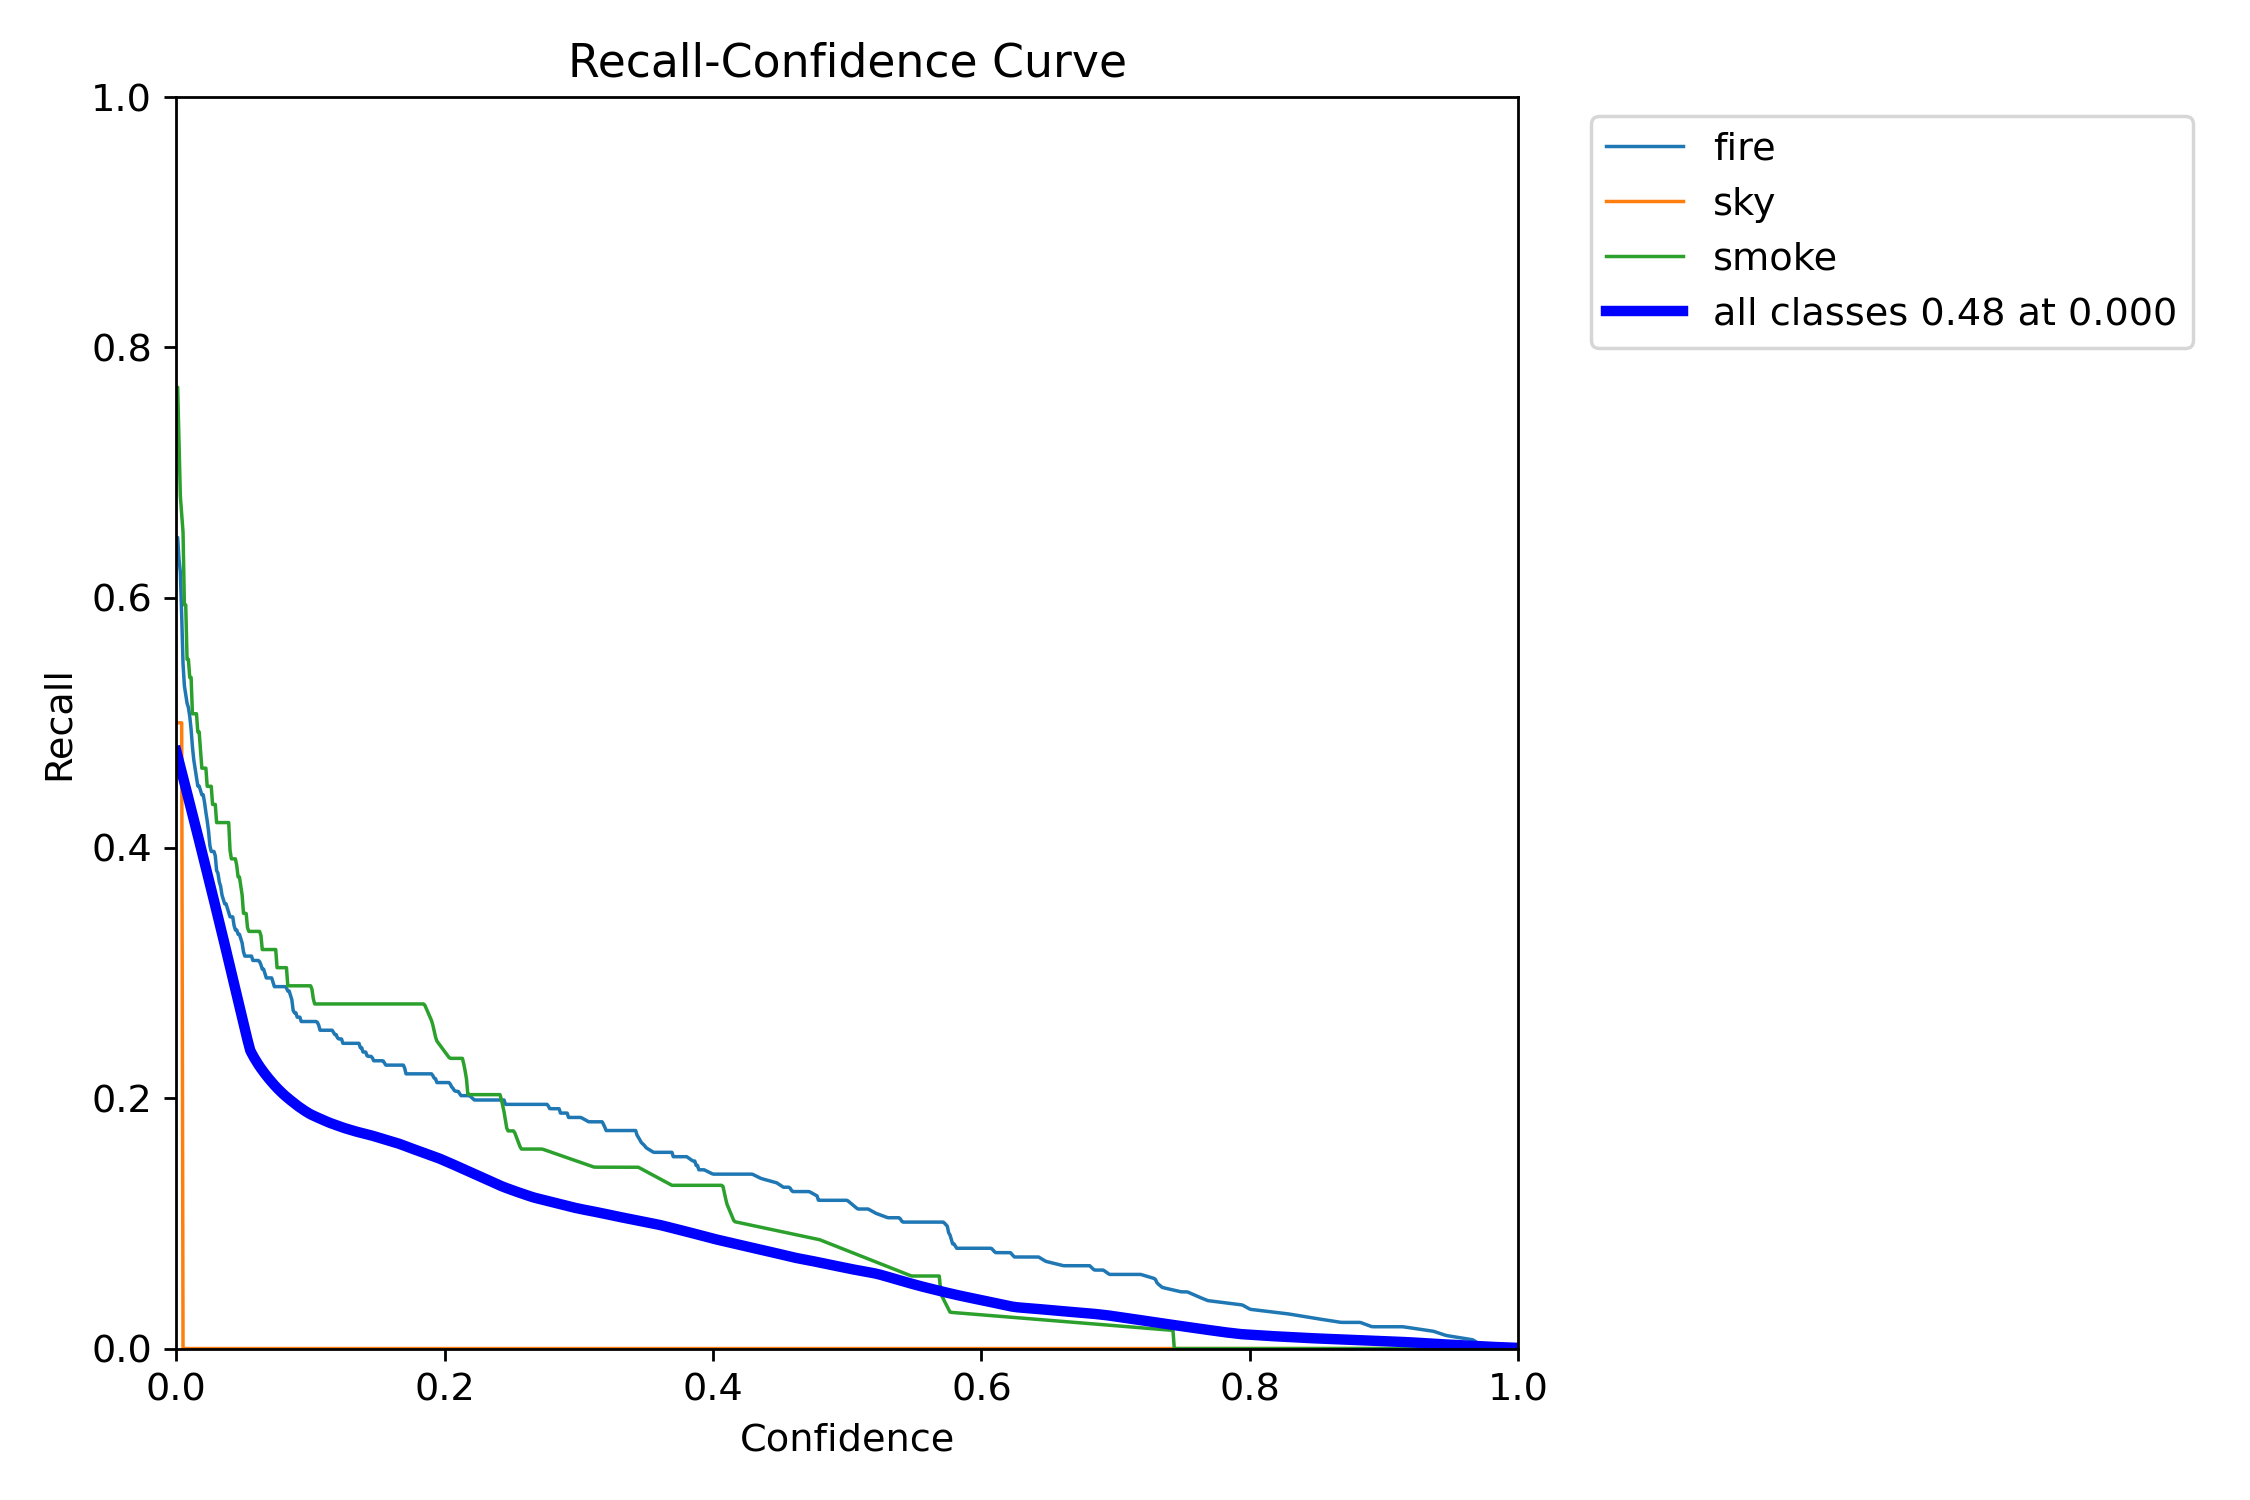 Recall-Confidence Curve
1.0
0.8
0.6
0.4
0.2
0.0
Recall
0.0 0.2 0.4 0.6 0.8 1.0
Confidence
fire
sky
smoke
all classes 0.48 at 0.000